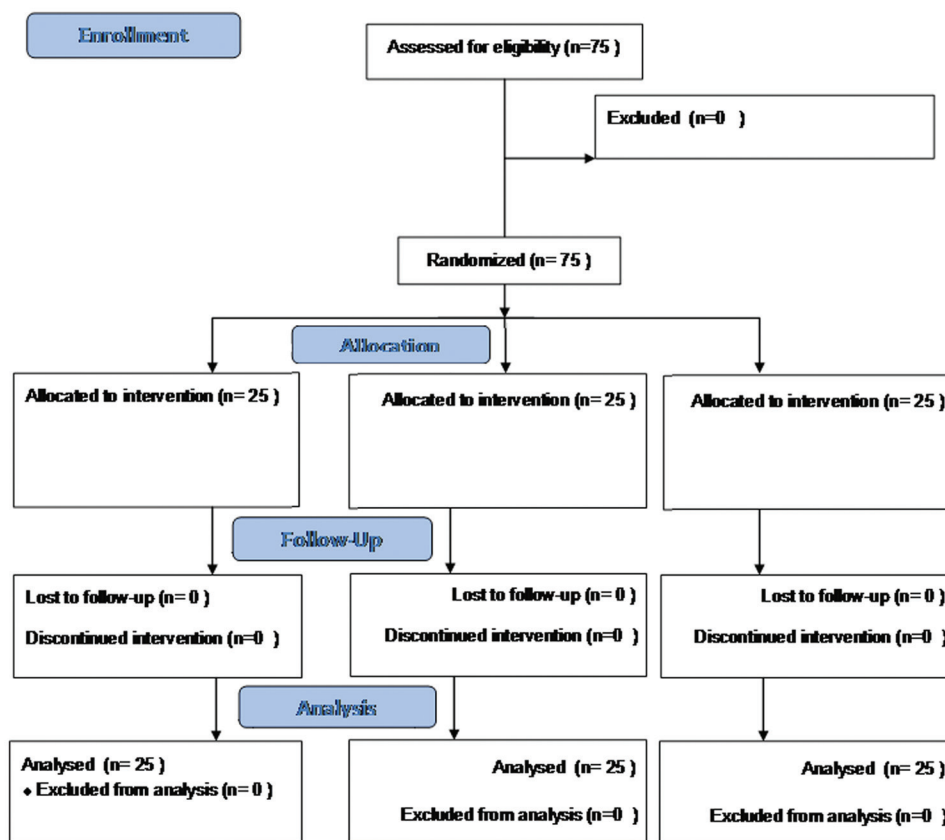 Enrollment
Assessed for eligibility (n=75 )
Excluded (n=0 )
Randomized (n= 75 )
Allocation
Allocated to intervention (n= 25 )
Allocated to intervention (n= 25 )
Allocated to intervention (n= 25 )
Follow-Up
Lost to follow-up (n= 0 )
Discontinued intervention (n=0 )
Lost to follow-up (n= 0 )
Discontinued intervention (n=0 )
Lost to follow-up (n= 0 )
Discontinued intervention (n=0 )
Analysis
Analysed (n= 25 )
♦ Excluded from analysis (n= 0 )
Analysed (n= 25 )
Excluded from analysis (n=0 )
Analysed (n= 25 )
Excluded from analysis (n=0 )